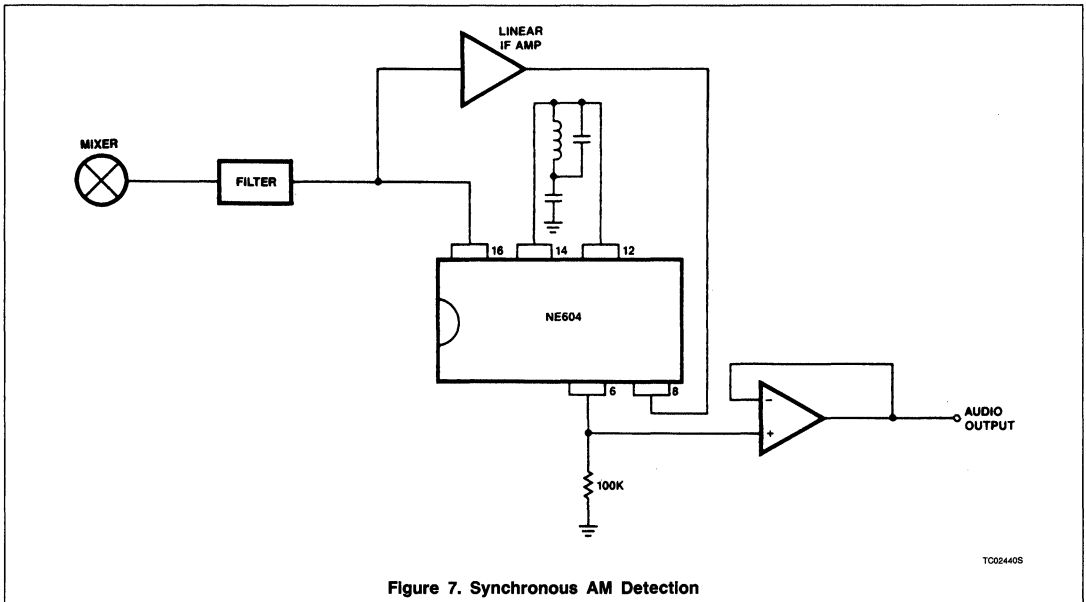 LINEAR
IF AMP
MIXER
FILTER
16
14
12
NE604
6
8
-
+
AUDIO
OUTPUT
100K
TC02440S
Figure 7. Synchronous AM Detection